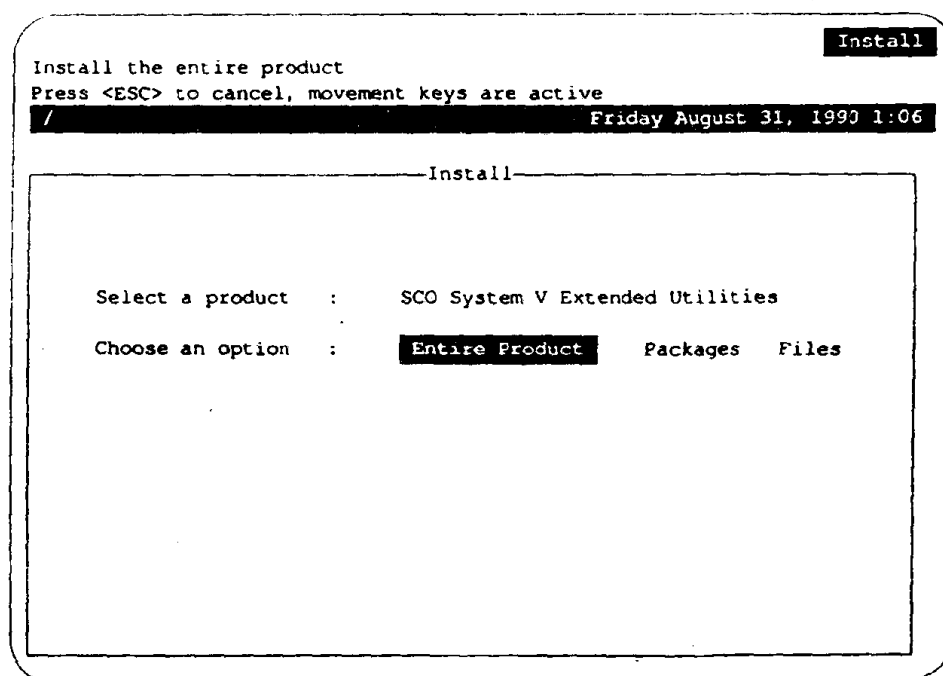 Install
Install the entire product
Press <ESC> to cancel, movement keys are active
/ Friday August 31, 1990 1:06
Install
Select a product : SCO System V Extended Utilities
Choose an option : Entire Product Packages Files